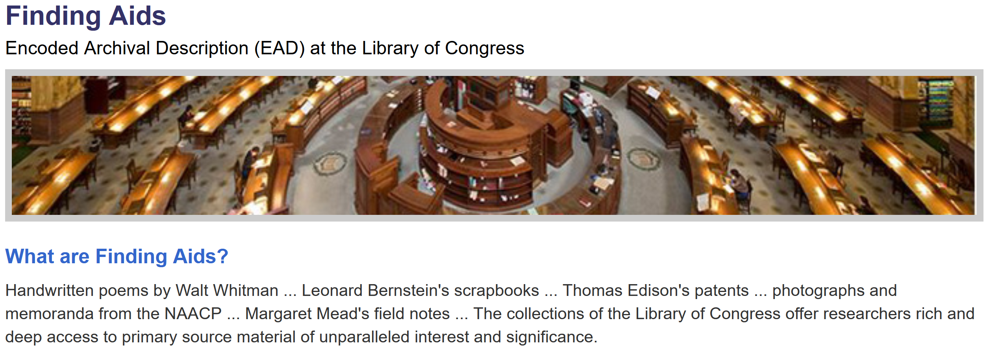 Finding Aids
Encoded Archival Description (EAD) at the Library of Congress
What are Finding Aids?
Handwritten poems by Walt Whitman ... Leonard Bernstein's scrapbooks ... Thomas Edison's patents ... photographs and
memoranda from the NAACP ... Margaret Mead's field notes ... The collections of the Library of Congress offer researchers rich and
deep access to primary source material of unparalleled interest and significance.